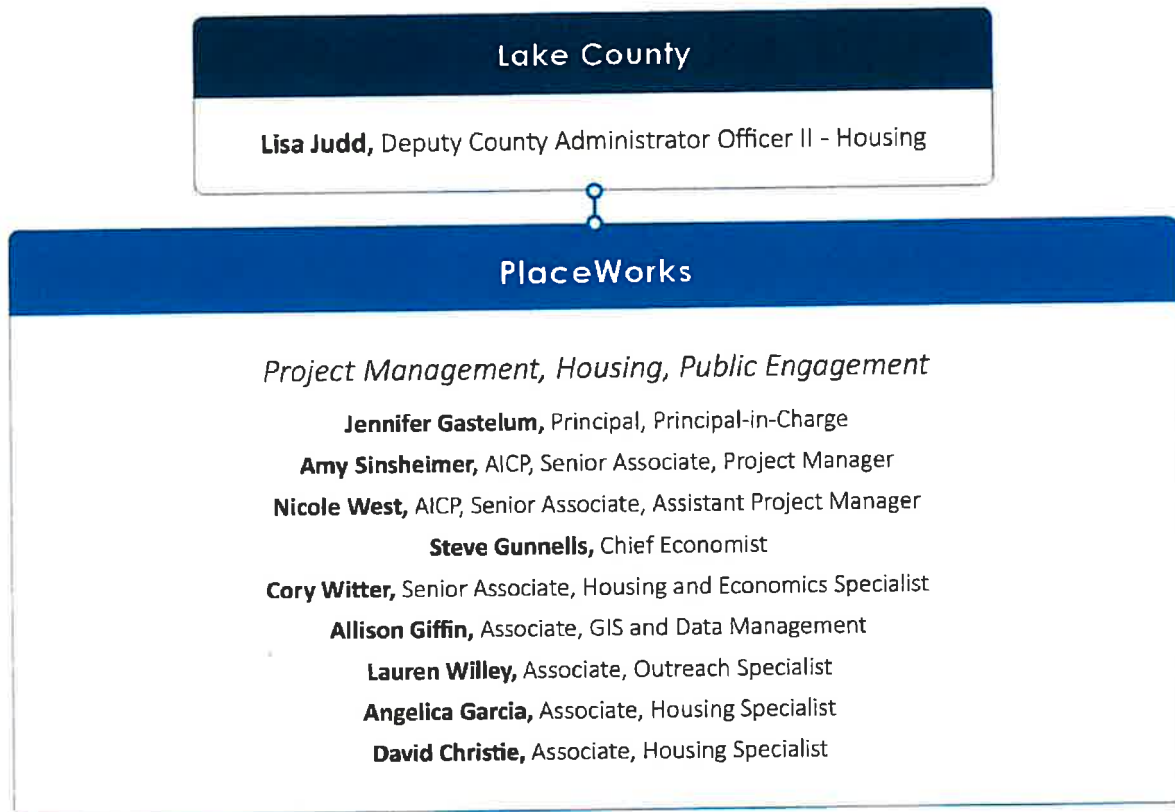 Lake County
Lisa Judd, Deputy County Administrator Officer II - Housing
PlaceWorks
Project Management, Housing, Public Engagement
Jennifer Gastelum, Principal, Principal-in-Charge
Amy Sinsheimer, AICP, Senior Associate, Project Manager
Nicole West, AICP, Senior Associate, Assistant Project Manager
Steve Gunnells, Chief Economist
Cory Witter, Senior Associate, Housing and Economics Specialist
Allison Giffin, Associate, GIS and Data Management
Lauren Willey, Associate, Outreach Specialist
Angelica Garcia, Associate, Housing Specialist
David Christie, Associate, Housing Specialist